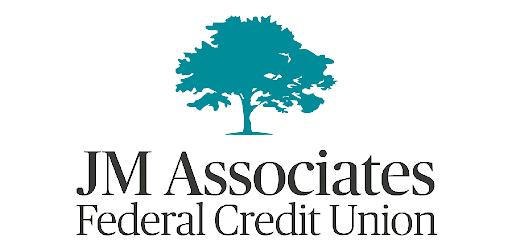 JM Associates
Federal Credit Union